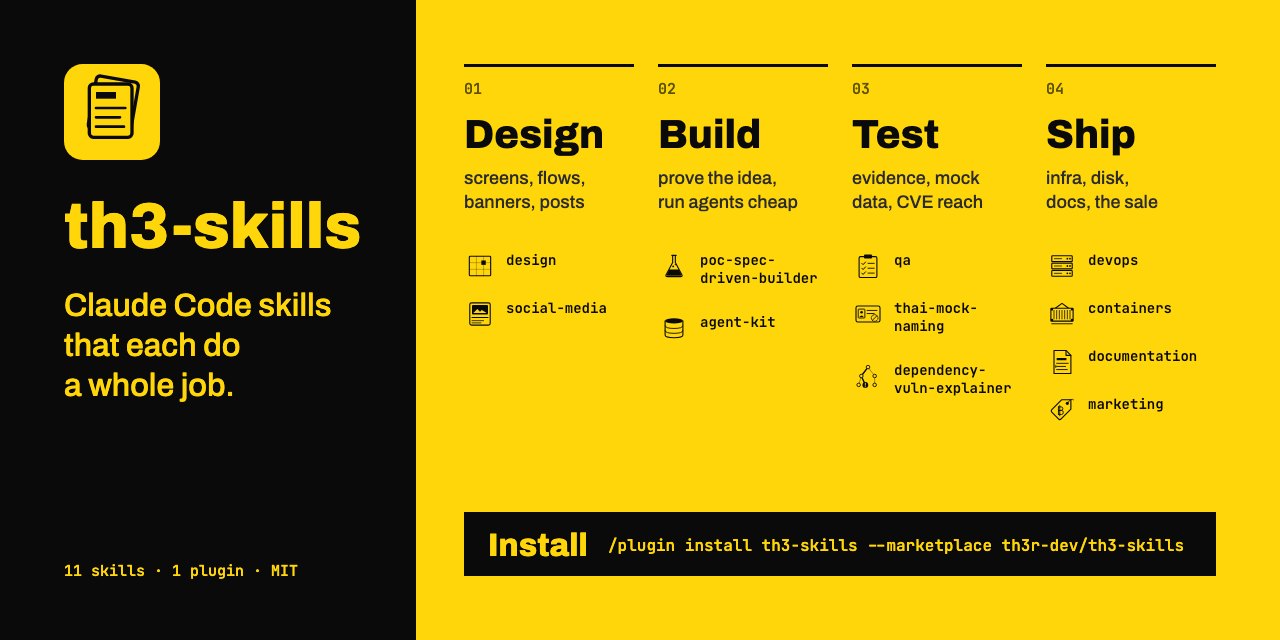 th3-skills
Claude Code skills
that each do
a whole job.
11 skills · 1 plugin · MIT
01
Design
screens, flows,
banners, posts
design
social-media
02
Build
prove the idea,
run agents cheap
poc-spec-
driven-builder
agent-kit
03
Test
evidence, mock
data, CVE reach
qa
thai-mock-
naming
dependency-
vuln-explainer
04
Ship
infra, disk,
docs, the sale
devops
containers
documentation
marketing
Install /plugin install th3-skills --marketplace th3r-dev/th3-skills